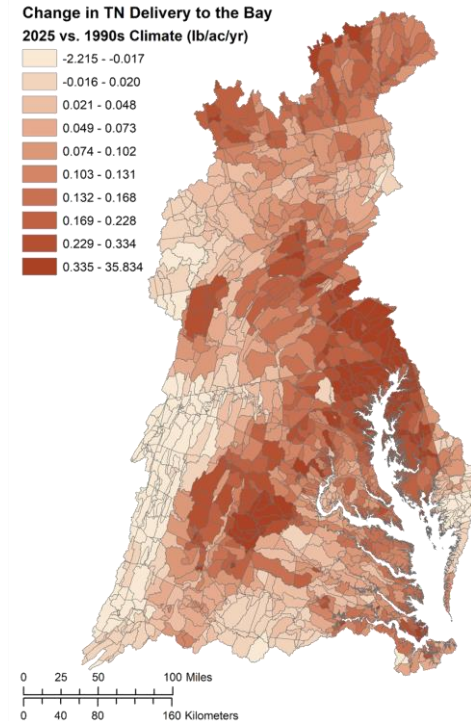 Change in TN Delivery to the Bay
2025 vs. 1990s Climate (lb/ac/yr)
-2.215 - -0.017
-0.016 - 0.020
0.021 - 0.048
0.049 - 0.073
0.074 - 0.102
0.103 - 0.131
0.132 - 0.168
0.169 - 0.228
0.229 - 0.334
0.335 - 35.834
0 25 50 100 Miles
0 40 80 160 Kilometers